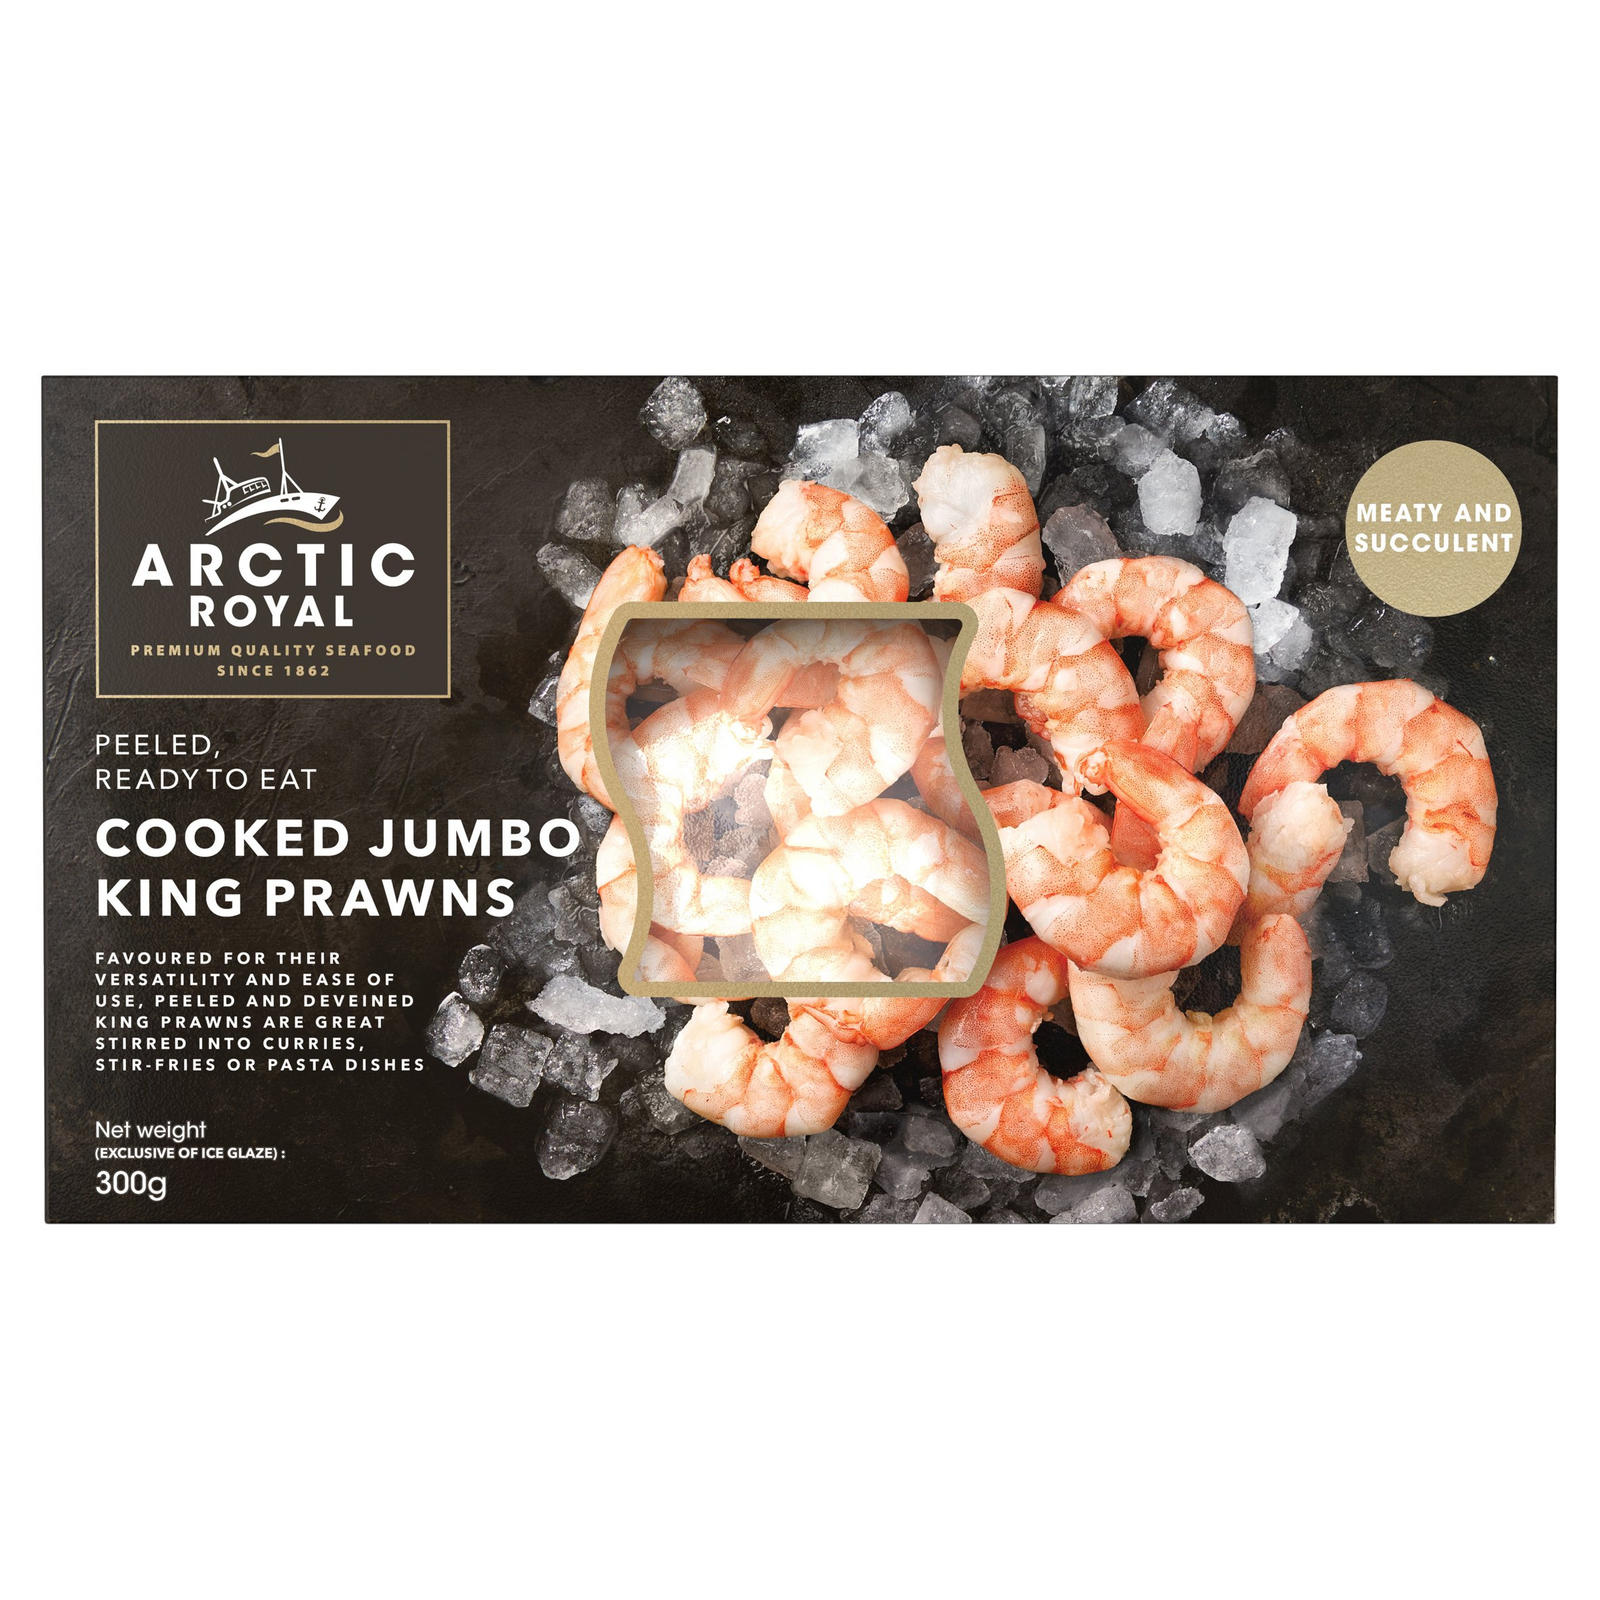 ARCTIC
ROYAL
PREMIUM QUALITY SEAFOOD
SINCE 1862
MEATY AND
SUCCULENT
PEELED,
READY TO EAT
COOKED JUMBO
KING PRAWNS
FAVOURED FOR THEIR
VERSATILITY AND EASE OF
USE, PEELED AND DEVEINED
KING PRAWNS ARE GREAT
STIRRED INTO CURRIES,
STIR-FRIES OR PASTA DISHES
Net weight
(EXCLUSIVE OF ICE GLAZE) :
300g